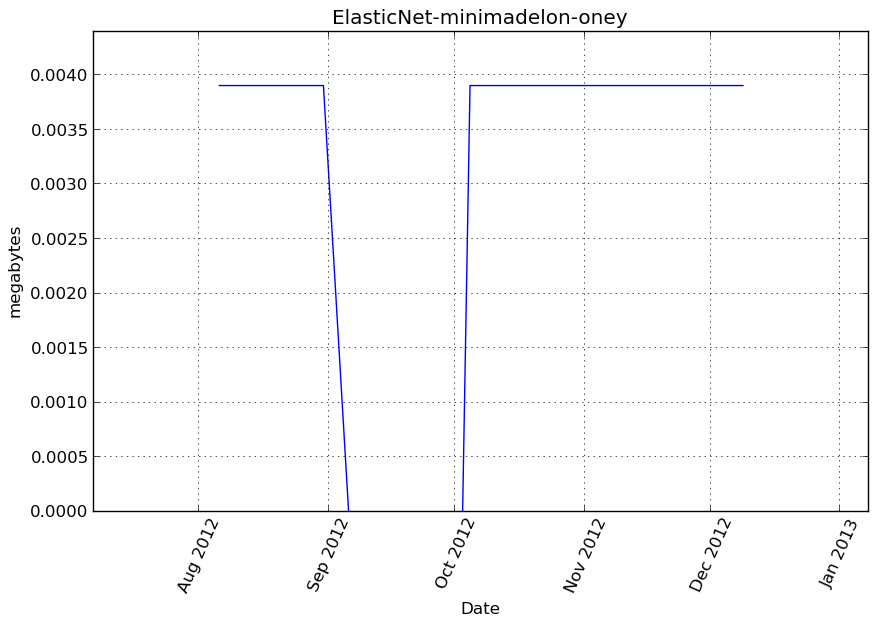 ElasticNet-minimadelon-oney
0.0040
0.0035
0.0030
0.0025
0.0020
0.0015
0.0010
0.0005
0.0000
megabytes
Aug 2012
Sep 2012
Oct 2012
Nov 2012
Dec 2012
Jan 2013
Date